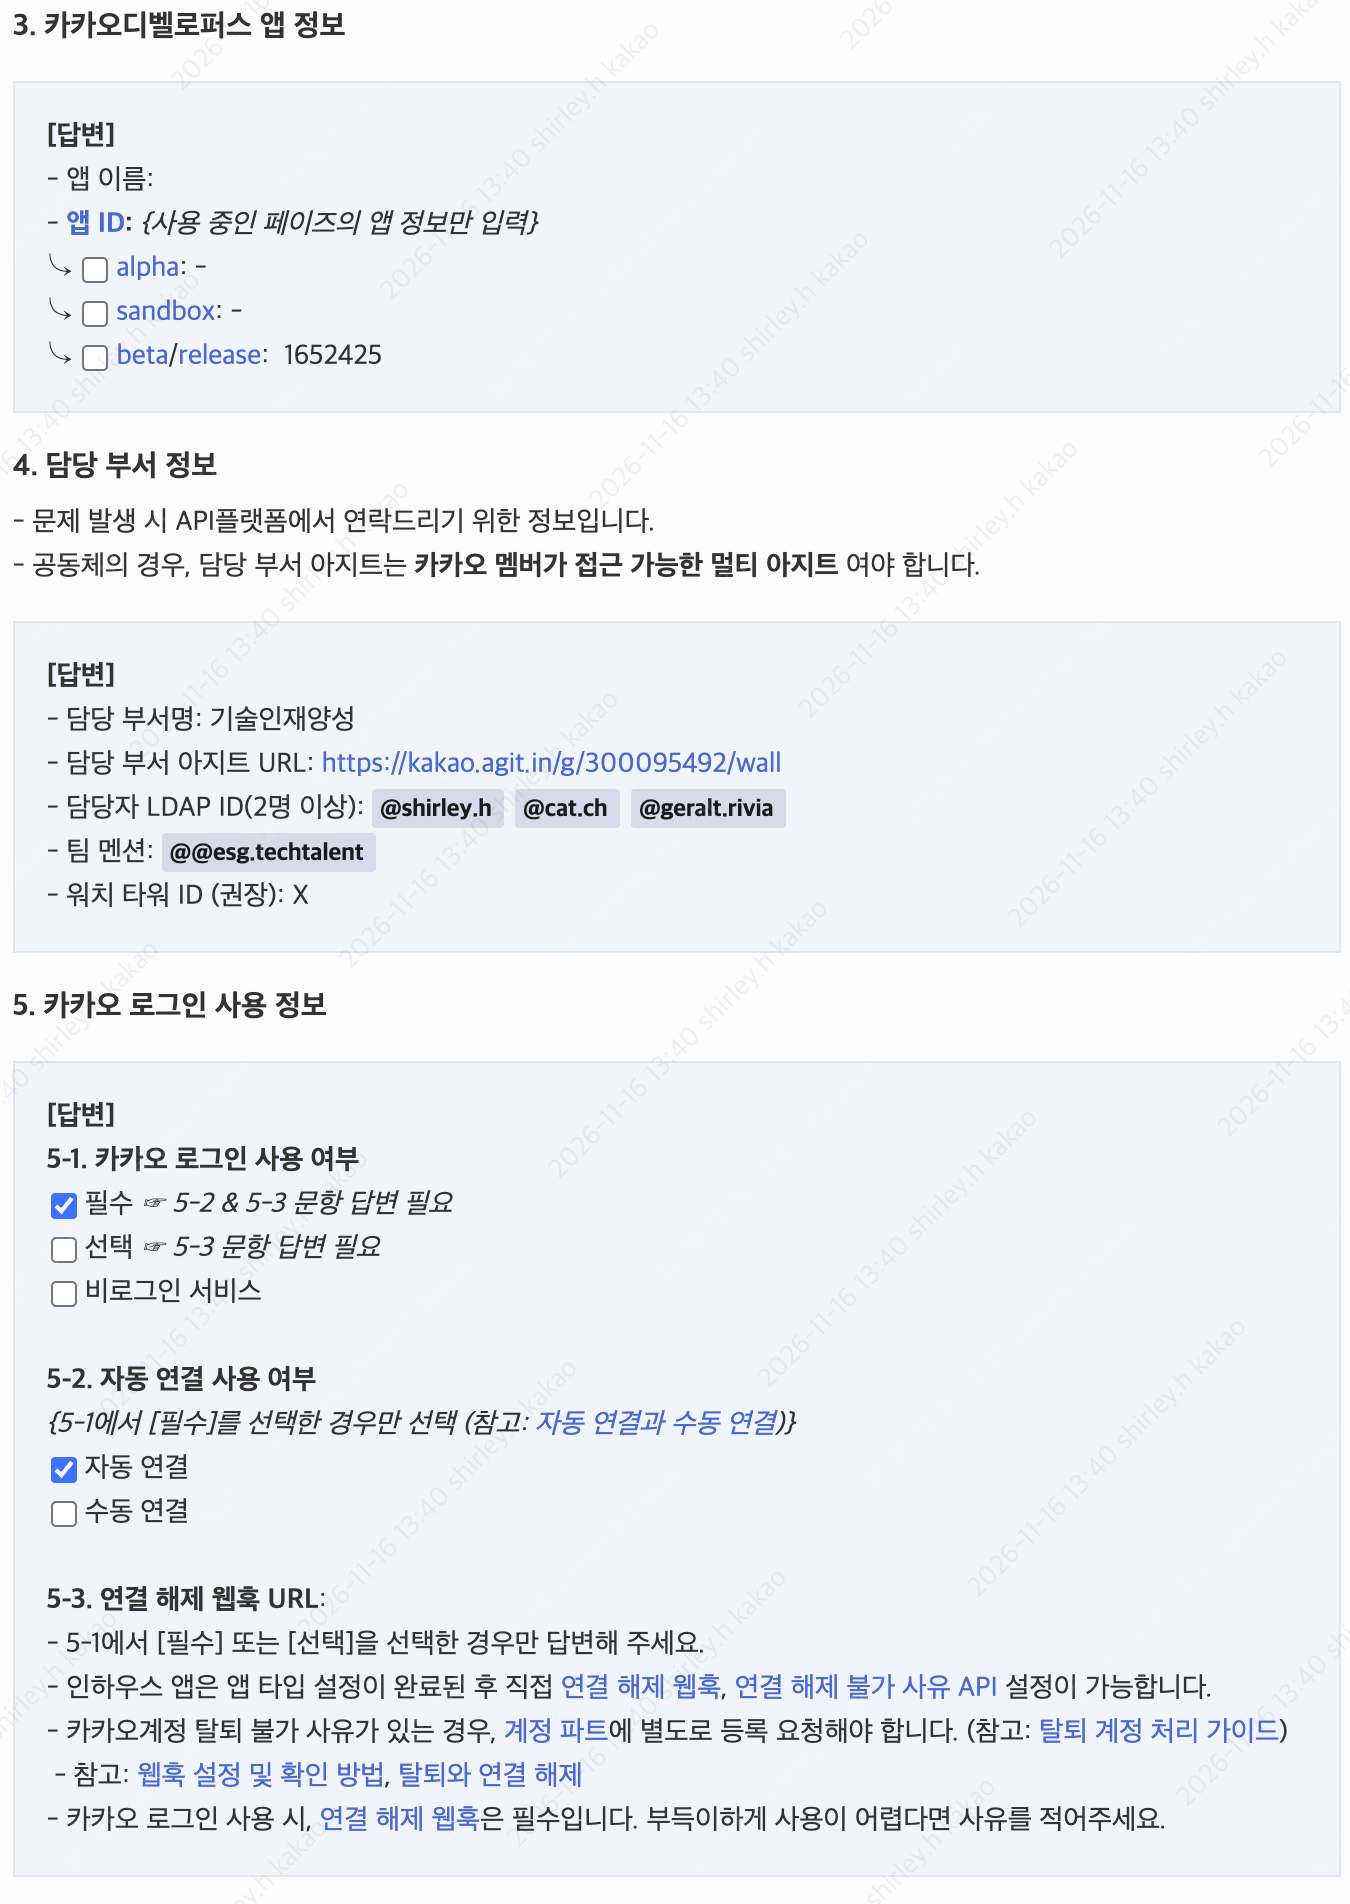 3. 카카오디벨로퍼스 앱 정보
[답변]
- 앱 이름:
- 앱 ID: {사용 중인 페이즈의 앱 정보만 입력}
alpha: -
sandbox: -
beta/release: 1652425
4. 담당 부서 정보
- 문제 발생 시 API플랫폼에서 연락드리기 위한 정보입니다.
- 공동체의 경우, 담당 부서 아지트는 카카오 멤버가 접근 가능한 멀티 아지트 여야 합니다.
[답변]
- 담당 부서명: 기술인재양성
- 담당 부서 아지트 URL: https://kakao.agit.in/g/300095492/wall
- 담당자 LDAP ID(2명 이상): @shirley.h @cat.ch @geralt.rivia
- 팀 멘션: @@esg.techtalent
- 워치 타워 ID (권장): X
5. 카카오 로그인 사용 정보
[답변]
5-1. 카카오 로그인 사용 여부
필수 ☞ 5-2 & 5-3 문항 답변 필요
선택 ☞ 5-3 문항 답변 필요
비로그인 서비스
5-2. 자동 연결 사용 여부
{5-1에서 [필수]를 선택한 경우만 선택 (참고: 자동 연결과 수동 연결)}
자동 연결
수동 연결
5-3. 연결 해제 웹훅 URL:
- 5-1에서 [필수] 또는 [선택]을 선택한 경우만 답변해 주세요.
- 인하우스 앱은 앱 타입 설정이 완료된 후 직접 연결 해제 웹훅, 연결 해제 불가 사유 API 설정이 가능합니다.
- 카카오계정 탈퇴 불가 사유가 있는 경우, 계정 파트에 별도로 등록 요청해야 합니다. (참고: 탈퇴 계정 처리 가이드)
- 참고: 웹훅 설정 및 확인 방법, 탈퇴와 연결 해제
- 카카오 로그인 사용 시, 연결 해제 웹훅은 필수입니다. 부득이하게 사용이 어렵다면 사유를 적어주세요.
2026-11-16 13:40 shirley.h kakao